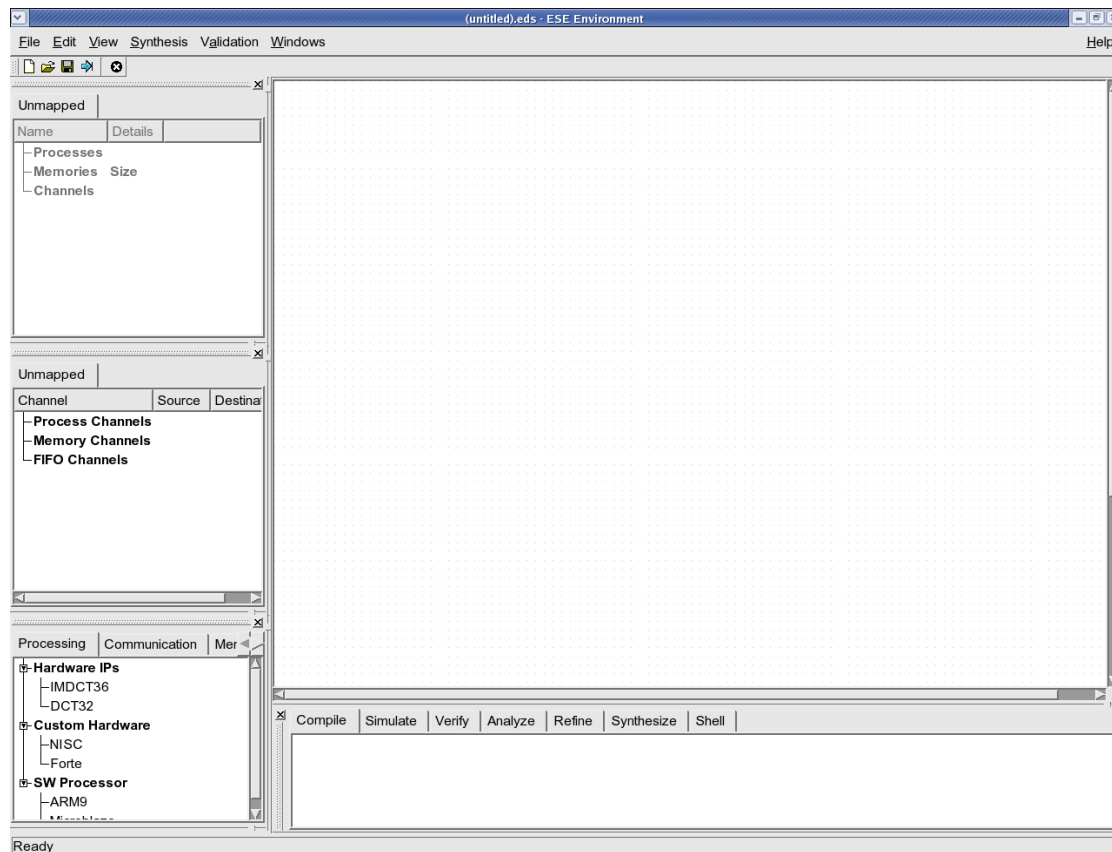 (untitled).eds - ESE Environment
File Edit View Synthesis Validation Windows Help
Unmapped
Name Details
Processes
Memories Size
Channels
Unmapped
Channel Source Destina
Process Channels
Memory Channels
FIFO Channels
Processing Communication Mer
Hardware IPs
IMDCT36
DCT32
Custom Hardware
NISC
Forte
SW Processor
ARM9
Microblaze
Compile Simulate Verify Analyze Refine Synthesize Shell
Ready